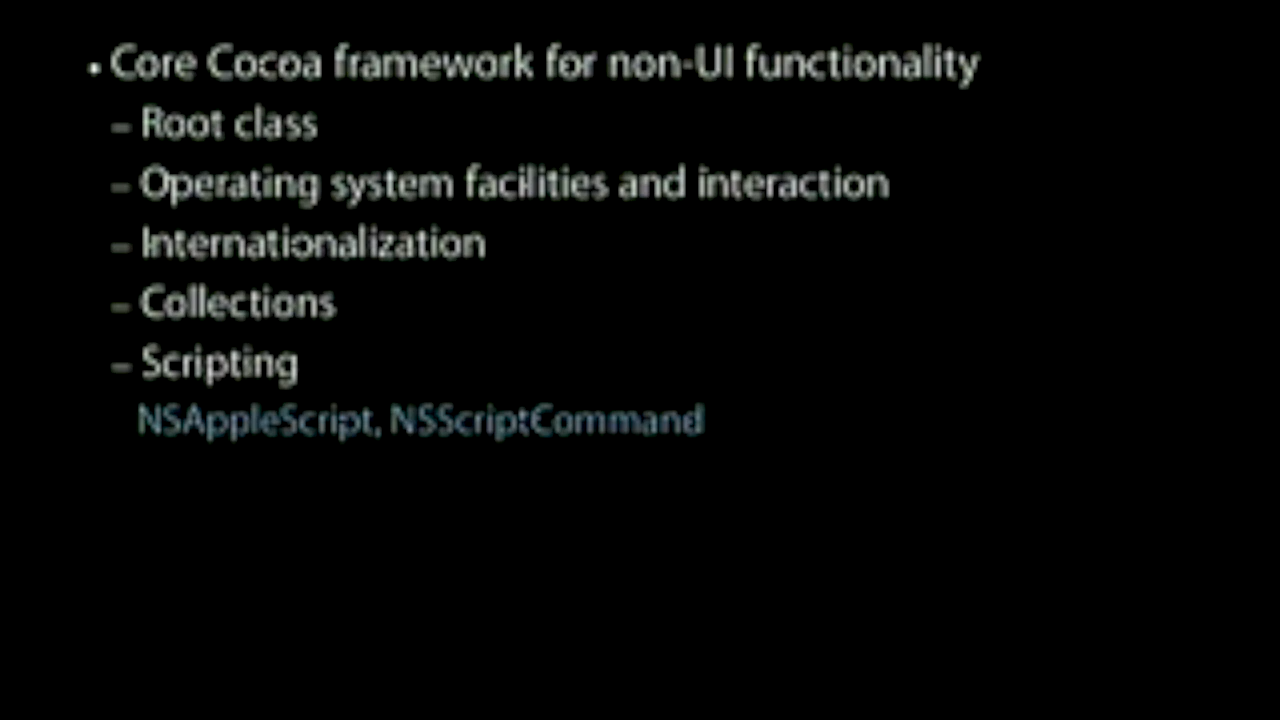 • Core Cocoa framework for non-UI functionality
– Root class
– Operating system facilities and interaction
– Internationalization
– Collections
– Scripting
NSAppleScript, NSScriptCommand